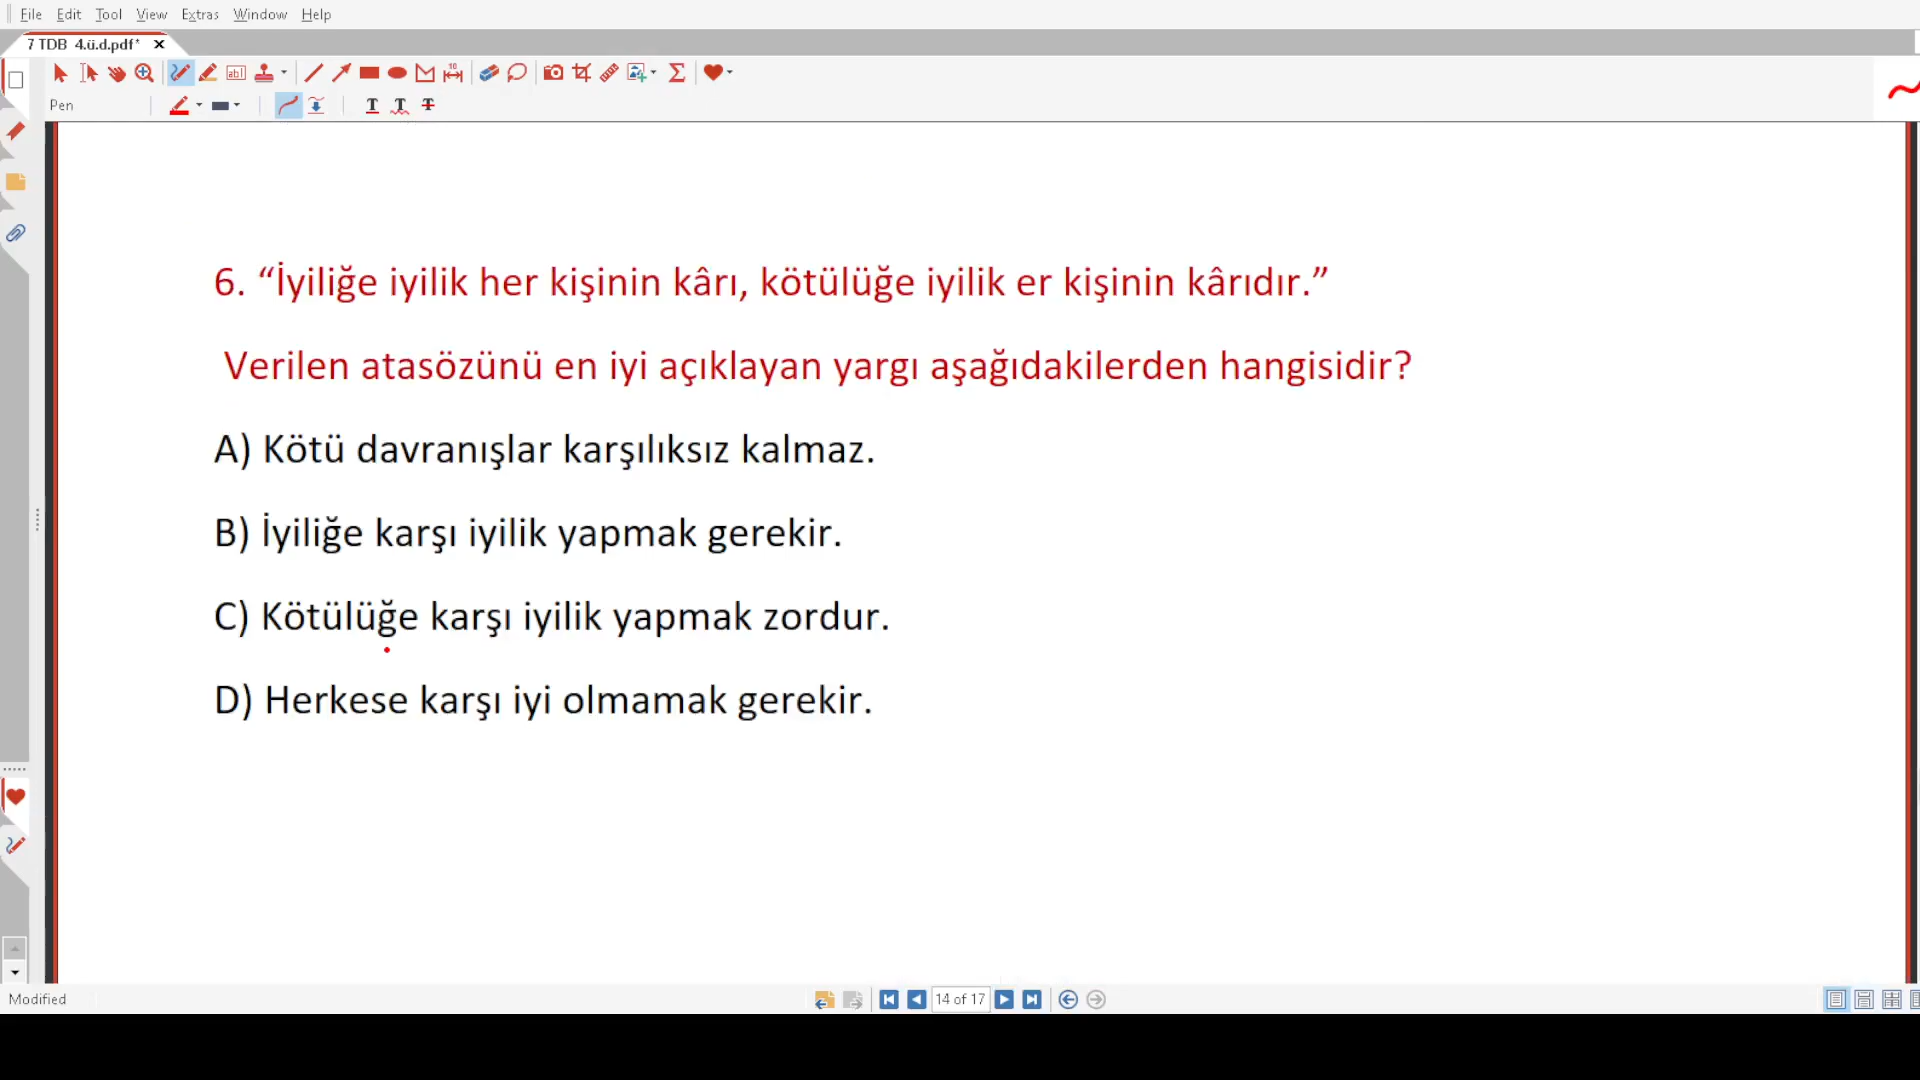 File Edit Tool View Extras Window Help
7 TDB 4.ü.d.pdf*
Pen
6. “İyiliğe iyilik her kişinin kârı, kötülüğe iyilik er kişinin kârıdır.”
Verilen atasözünü en iyi açıklayan yargı aşağıdakilerden hangisidir?
A) Kötü davranışlar karşılıksız kalmaz.
B) İyiliğe karşı iyilik yapmak gerekir.
C) Kötülüğe karşı iyilik yapmak zordur.
D) Herkese karşı iyi olmamak gerekir.
Modified
14 of 17